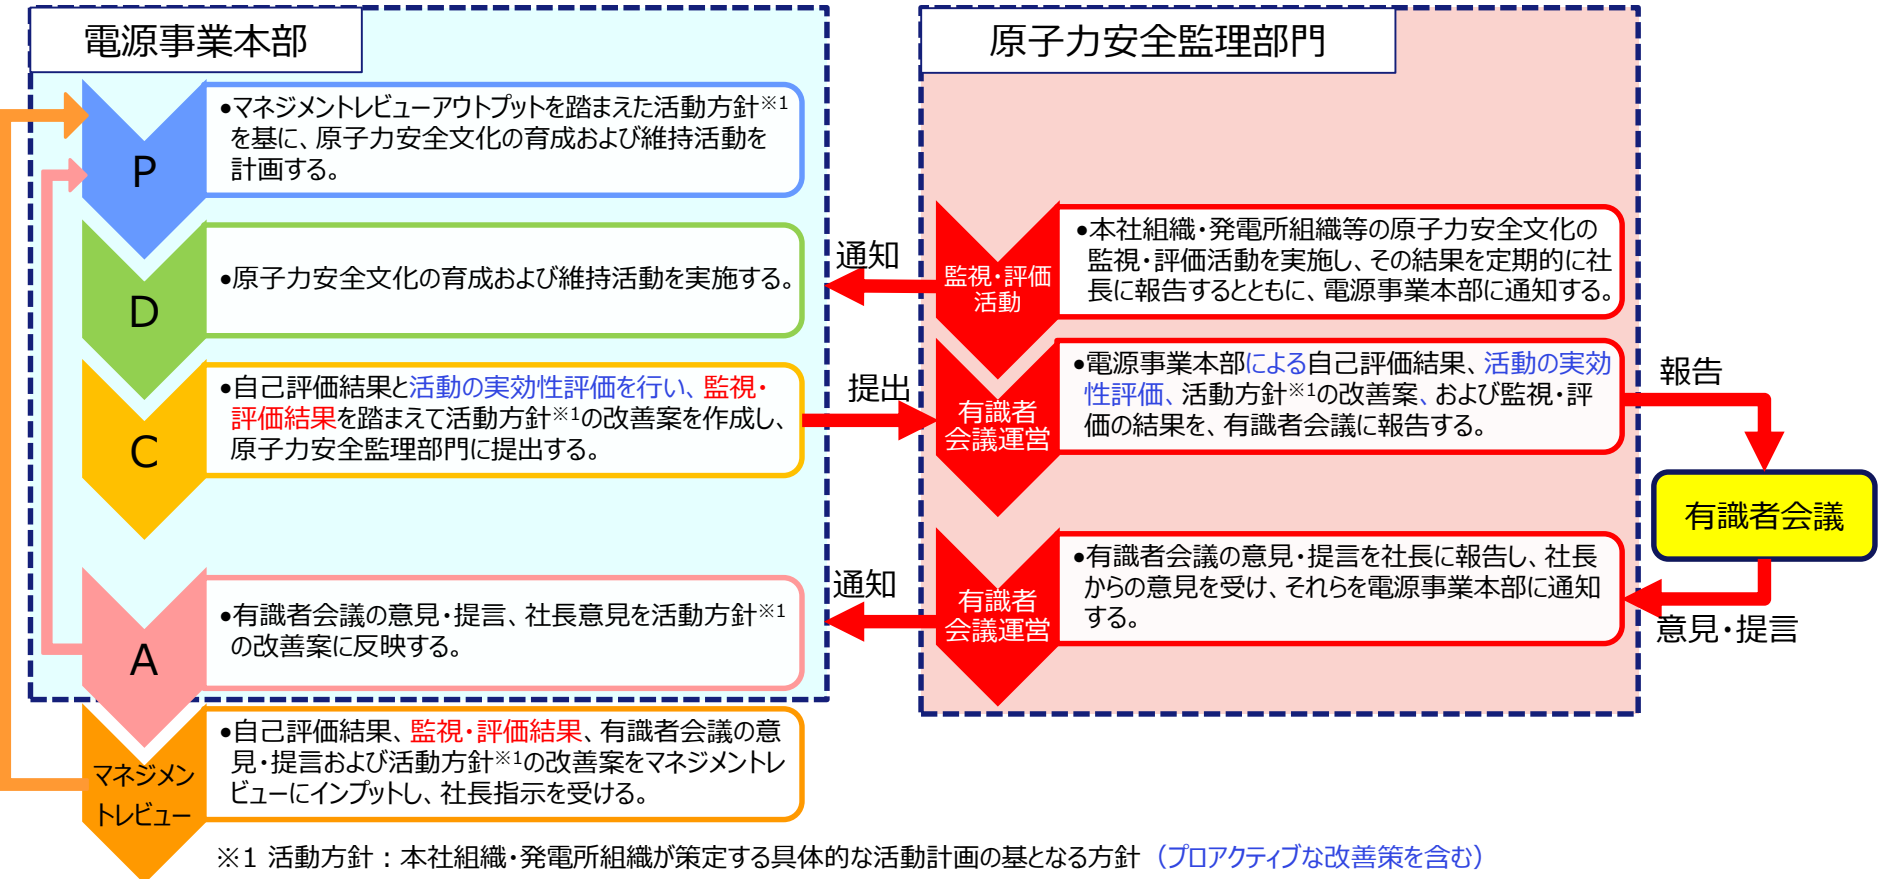 電源事業本部
P
●マネジメントレビューアウトプットを踏まえた活動方針※1
を基に、原子力安全文化の育成および維持活動を
計画する。
D
●原子力安全文化の育成および維持活動を実施する。
C
●自己評価結果と活動の実効性評価を行い、監視・
評価結果を踏まえて活動方針※1の改善案を作成し、
原子力安全監理部門に提出する。
A
●有識者会議の意見・提言、社長意見を活動方針※1
の改善案に反映する。
マネジメン
トレビュー
●自己評価結果、監視・評価結果、有識者会議の意
見・提言および活動方針※1の改善案をマネジメントレ
ビューにインプットし、社長指示を受ける。
通知
提出
通知
原子力安全監理部門
監視・評価
活動
●本社組織・発電所組織等の原子力安全文化の
監視・評価活動を実施し、その結果を定期的に社
長に報告するとともに、電源事業本部に通知する。
有識者
会議運営
●電源事業本部による自己評価結果、活動の実効
性評価、活動方針※1の改善案、および監視・評
価の結果を、有識者会議に報告する。
有識者
会議運営
●有識者会議の意見・提言を社長に報告し、社長
からの意見を受け、それらを電源事業本部に通知
する。
報告
有識者会議
意見・提言
※1 活動方針：本社組織・発電所組織が策定する具体的な活動計画の基となる方針（プロアクティブな改善策を含む）